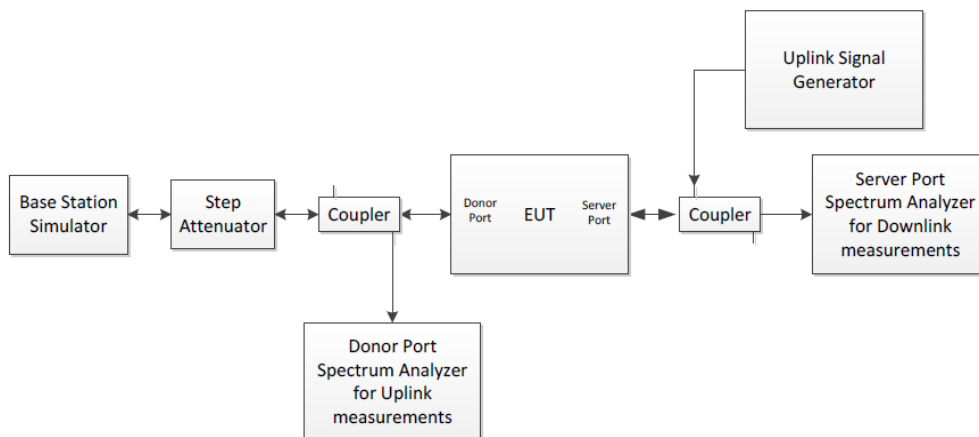 Uplink Signal
Generator
Base Station
Simulator
Step
Attenuator
Coupler
Donor
Port
EUT
Server
Port
Coupler
Server Port
Spectrum Analyzer
for Downlink
measurements
Donor Port
Spectrum Analyzer
for Uplink
measurements